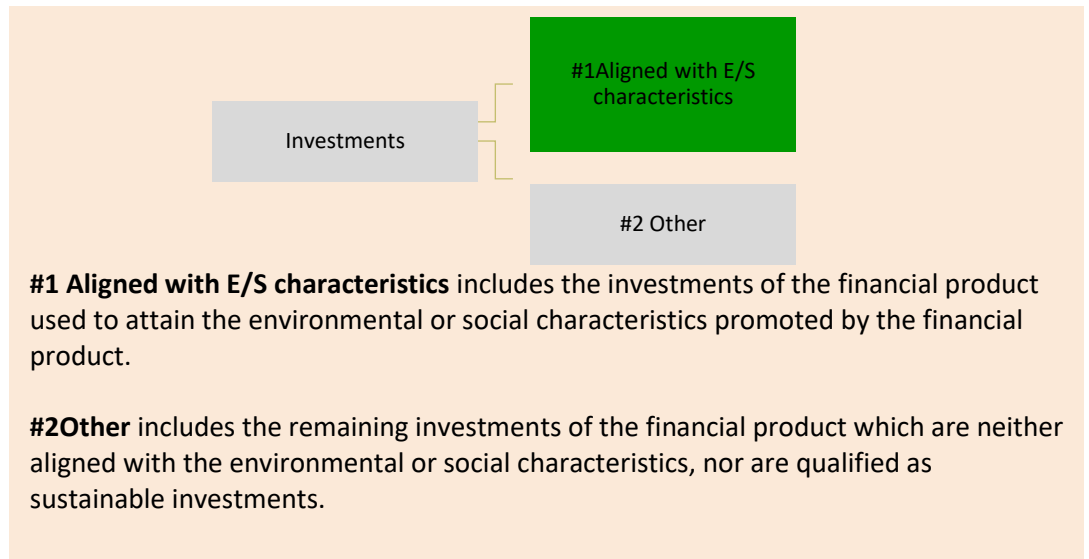 #1Aligned with E/S
characteristics
Investments
#2 Other
#1 Aligned with E/S characteristics includes the investments of the financial product
used to attain the environmental or social characteristics promoted by the financial
product.
#2Other includes the remaining investments of the financial product which are neither
aligned with the environmental or social characteristics, nor are qualified as
sustainable investments.